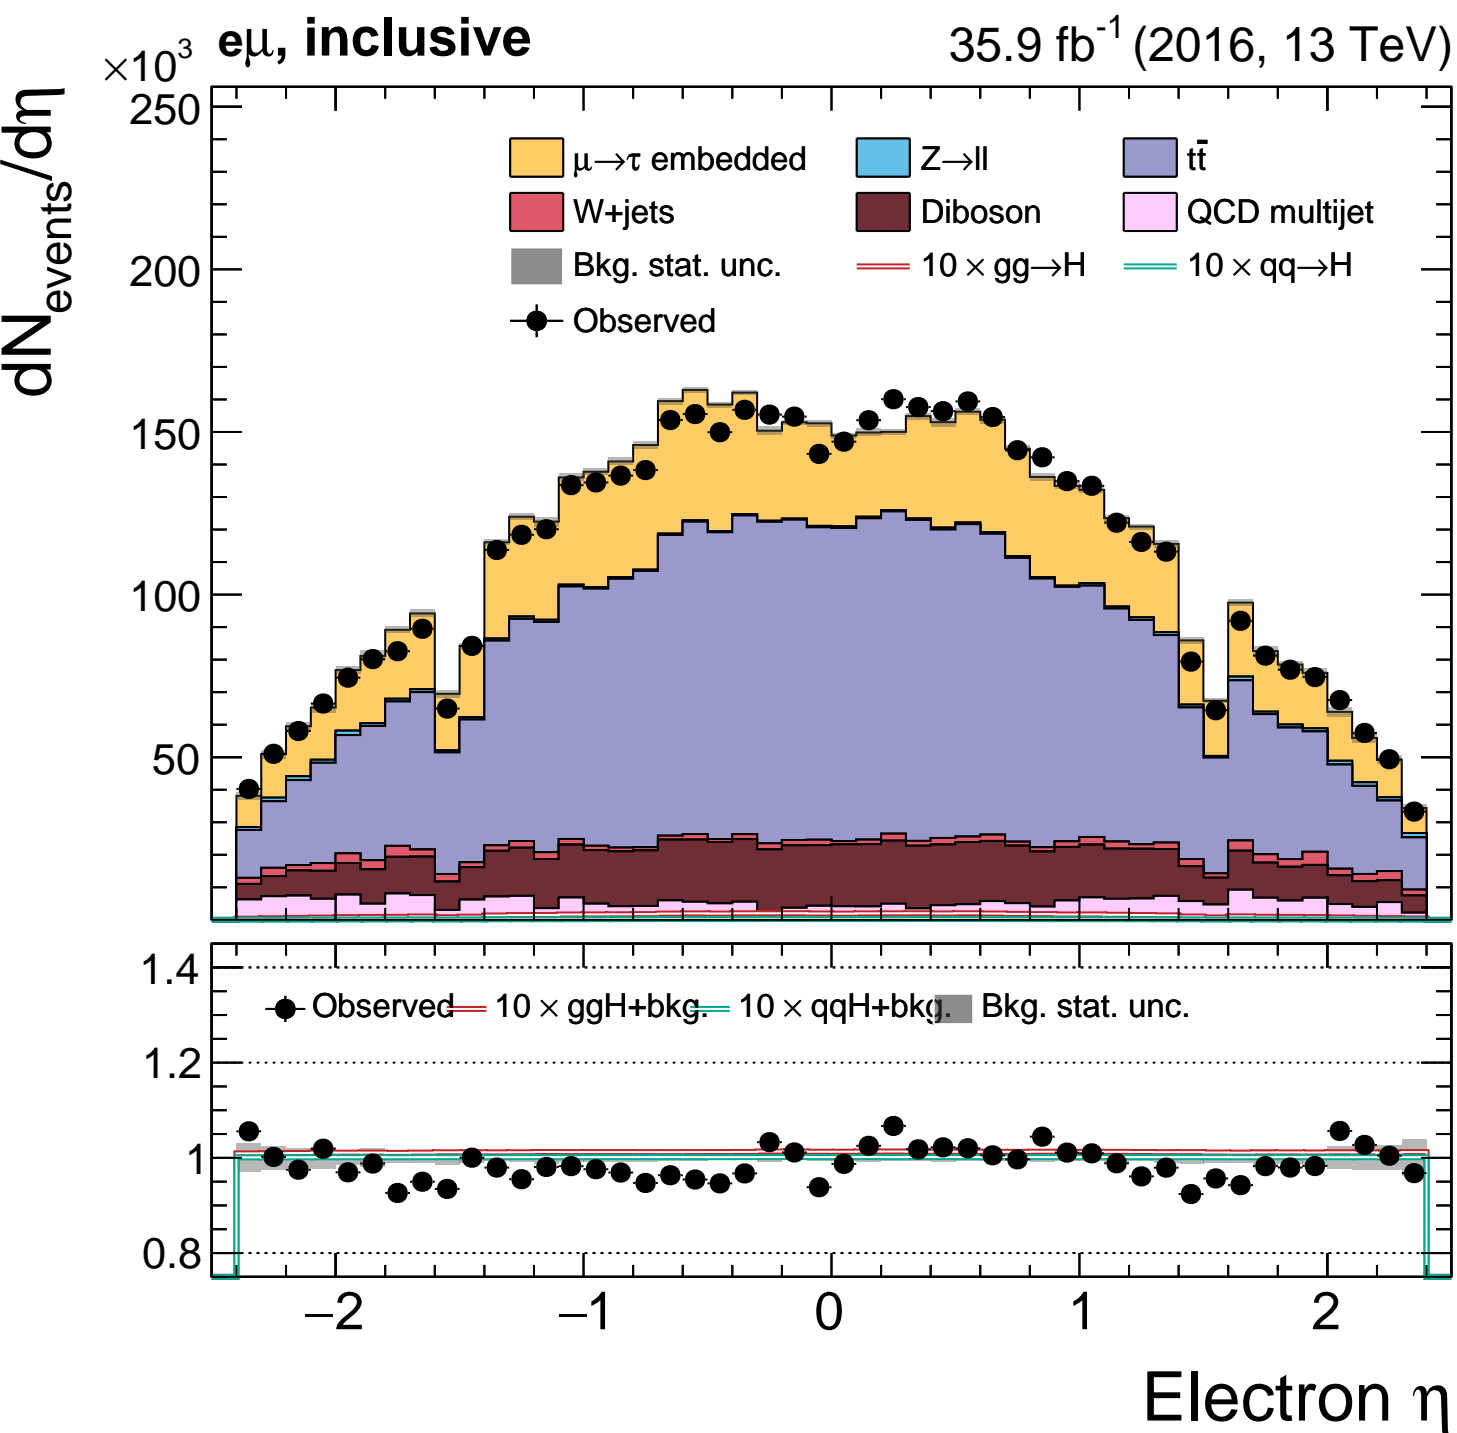 eμ, inclusive 35.9 fb⁻¹ (2016, 13 TeV)
×10³
dN_events/dη
250
200
150
100
50
μ→τ embedded Z→ll tt̄
W+jets Diboson QCD multijet
Bkg. stat. unc. 10 × gg→H 10 × qq→H
Observed
1.4
1.2
1
0.8
Observed 10 × ggH+bkg. 10 × qqH+bkg. Bkg. stat. unc.
−2 −1 0 1 2
Electron η